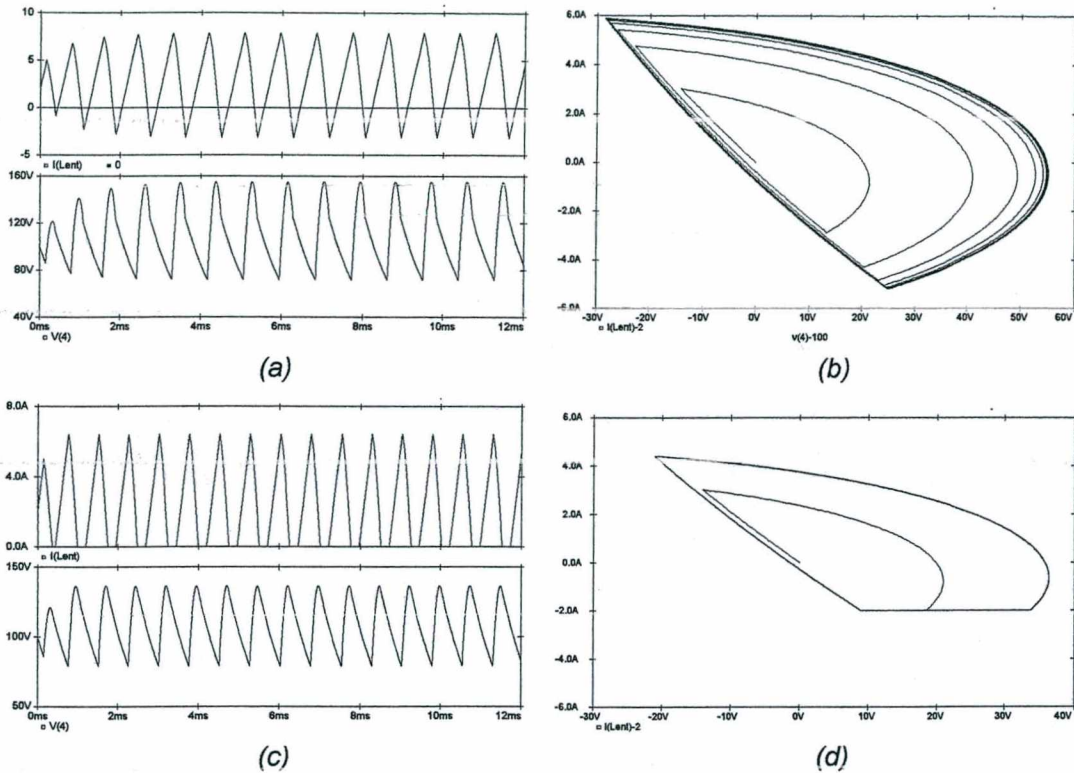 10
5
0
-5
I(Lent) 0
160V
120V
80V
40V
0ms 2ms 4ms 6ms 8ms 10ms 12ms
V(4)
(a)
6.0A
4.0A
2.0A
0.0A
-2.0A
-4.0A
-6.0A
-30V -20V -10V 0V 10V 20V 30V 40V 50V 60V
I(Lent)-2 v(4)-100
(b)
8.0A
4.0A
0.0A
I(Lent)
150V
100V
50V
0ms 2ms 4ms 6ms 8ms 10ms 12ms
V(4)
(c)
6.0A
4.0A
2.0A
0.0A
-2.0A
-4.0A
-6.0A
-30V -20V -10V 0V 10V 20V 30V 40V
I(Lent)-2
(d)